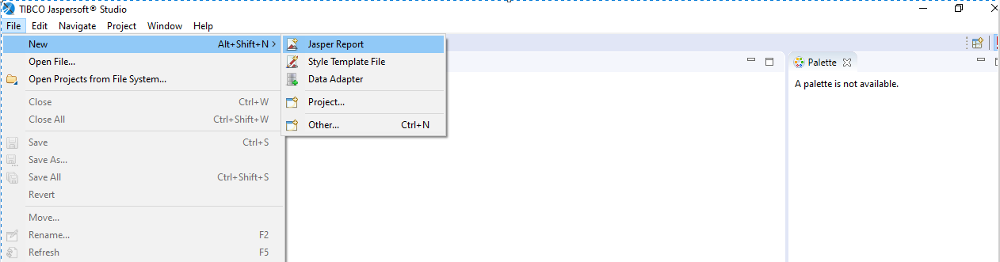 TIBCO Jaspersoft® Studio
File Edit Navigate Project Window Help
New Alt+Shift+N >
Jasper Report
Open File...
Style Template File
Open Projects from File System...
Data Adapter
Palette
A palette is not available.
Close Ctrl+W
Project...
Close All Ctrl+Shift+W
Other... Ctrl+N
Save Ctrl+S
Save As...
Save All Ctrl+Shift+S
Revert
Move...
Rename... F2
Refresh F5